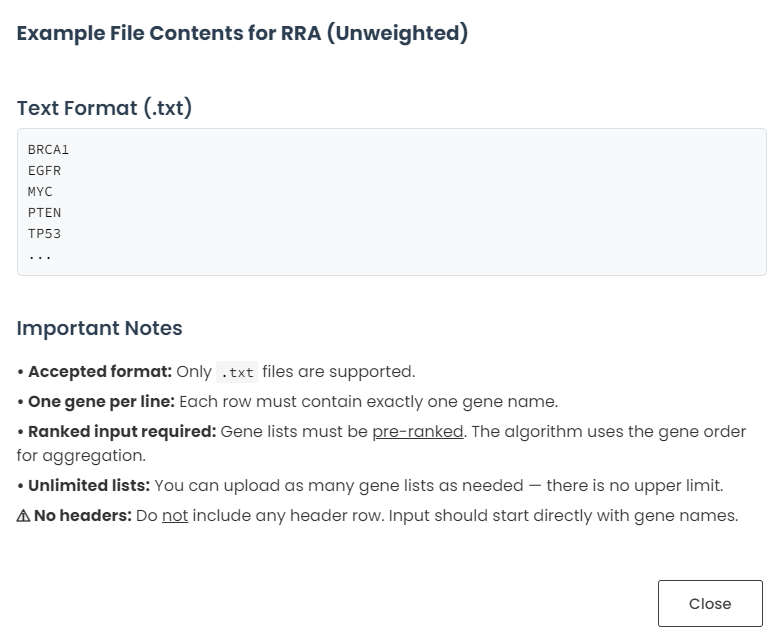 Example File Contents for RRA (Unweighted)
Text Format (.txt)
BRCA1
EGFR
MYC
PTEN
TP53
...
Important Notes
• Accepted format: Only .txt files are supported.
• One gene per line: Each row must contain exactly one gene name.
• Ranked input required: Gene lists must be pre-ranked. The algorithm uses the gene order
for aggregation.
• Unlimited lists: You can upload as many gene lists as needed — there is no upper limit.
⚠ No headers: Do not include any header row. Input should start directly with gene names.
Close